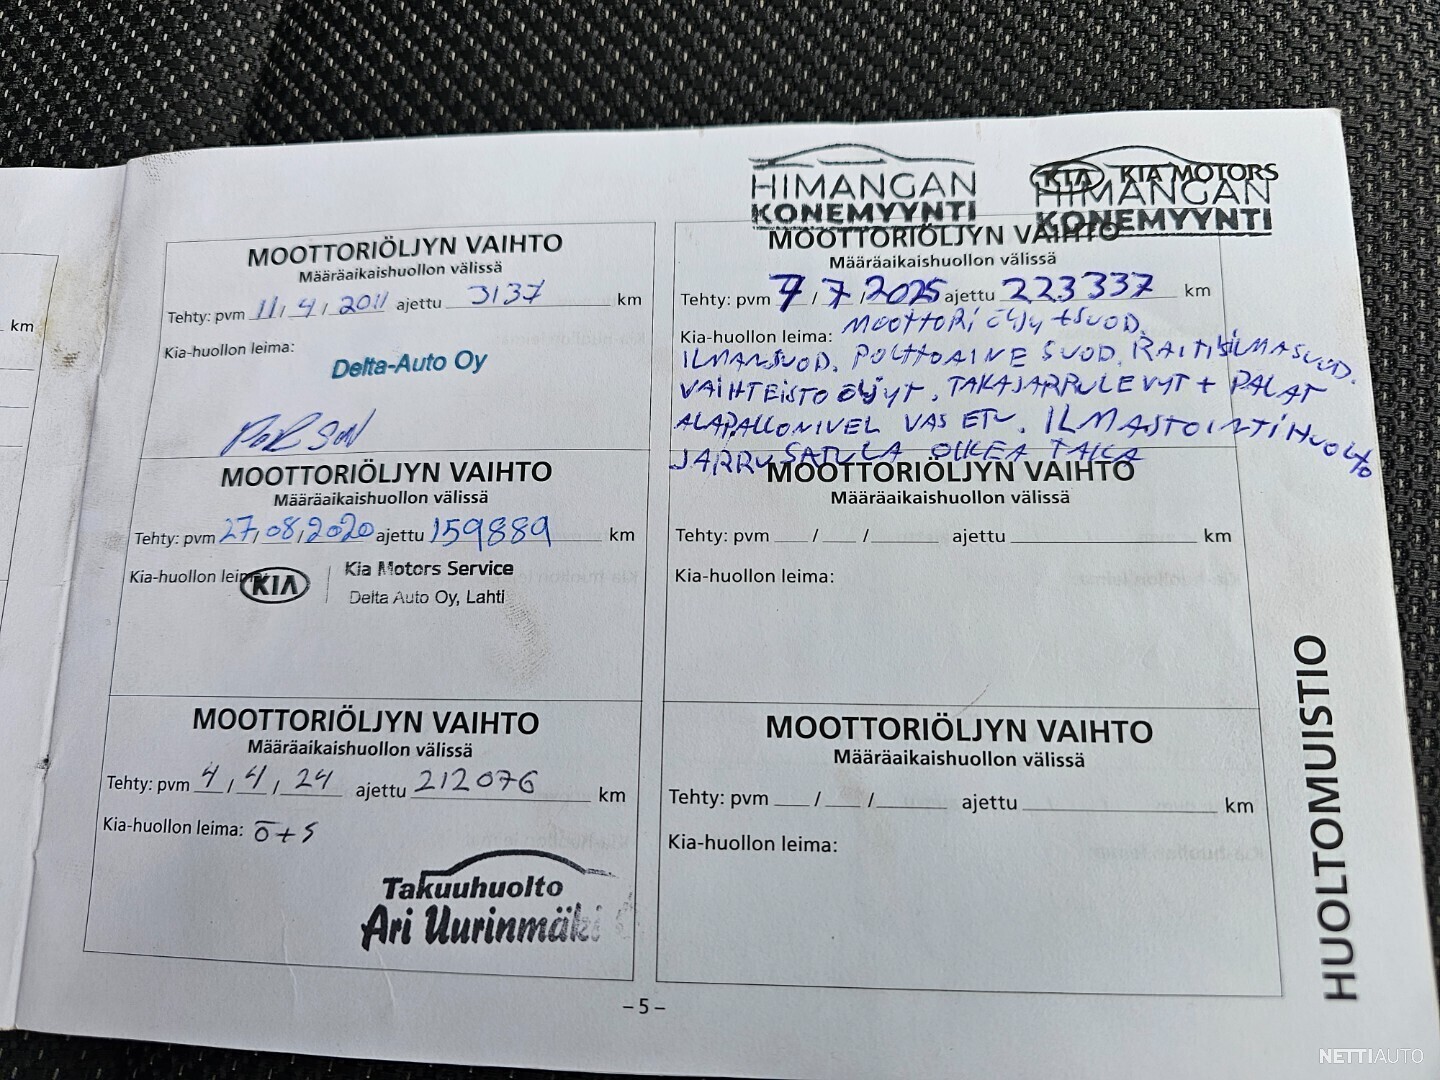 km
MOOTTORIÖLJYN VAIHTO
Määräaikaishuollon välissä
Tehty: pvm 11/4/2011 ajettu 3137 km
Kia-huollon leima:
Delta-Auto Oy
MOOTTORIÖLJYN VAIHTO
Määräaikaishuollon välissä
Tehty: pvm 27/08/2020 ajettu 159889 km
Kia-huollon leima:
KIA
Kia Motors Service
Delta Auto Oy, Lahti
MOOTTORIÖLJYN VAIHTO
Määräaikaishuollon välissä
Tehty: pvm 4/4/24 ajettu 212076 km
Kia-huollon leima: Ö+S
Takuuhuolto
Ari Uurinmäki
HIMANGAN
KONEMYYNTI
KIA KIA MOTORS
HIMANGAN
KONEMYYNTI
MOOTTORIÖLJYN VAIHTO
Määräaikaishuollon välissä
Tehty: pvm 7/7/2025 ajettu 223337 km
Kia-huollon leima: MOOTTORI ÖLJY+SUOD.
ILMANSUOD. POLTTOAINE SUOD. RAITISILMASUOD.
VAIHTEISTO ÖLJYT. TAKAJARRULEVYT + PALAT
ALAPALLONIVEL VAS ETU. ILMASTOINTIHUOLTO
JARRUSATULA OIKEA TAKA
MOOTTORIÖLJYN VAIHTO
Määräaikaishuollon välissä
Tehty: pvm / / ajettu km
Kia-huollon leima:
MOOTTORIÖLJYN VAIHTO
Määräaikaishuollon välissä
Tehty: pvm / / ajettu km
Kia-huollon leima:
HUOLTOMUISTIO
– 5 –
NETTIAUTO